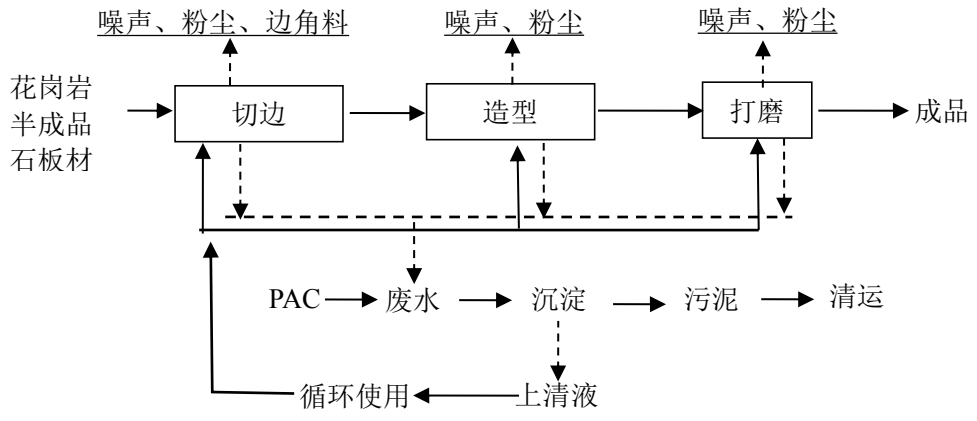 噪声、粉尘、边角料
噪声、粉尘
噪声、粉尘
花岗岩
半成品
石板材
切边
造型
打磨
成品
PAC
废水
沉淀
污泥
清运
循环使用
上清液